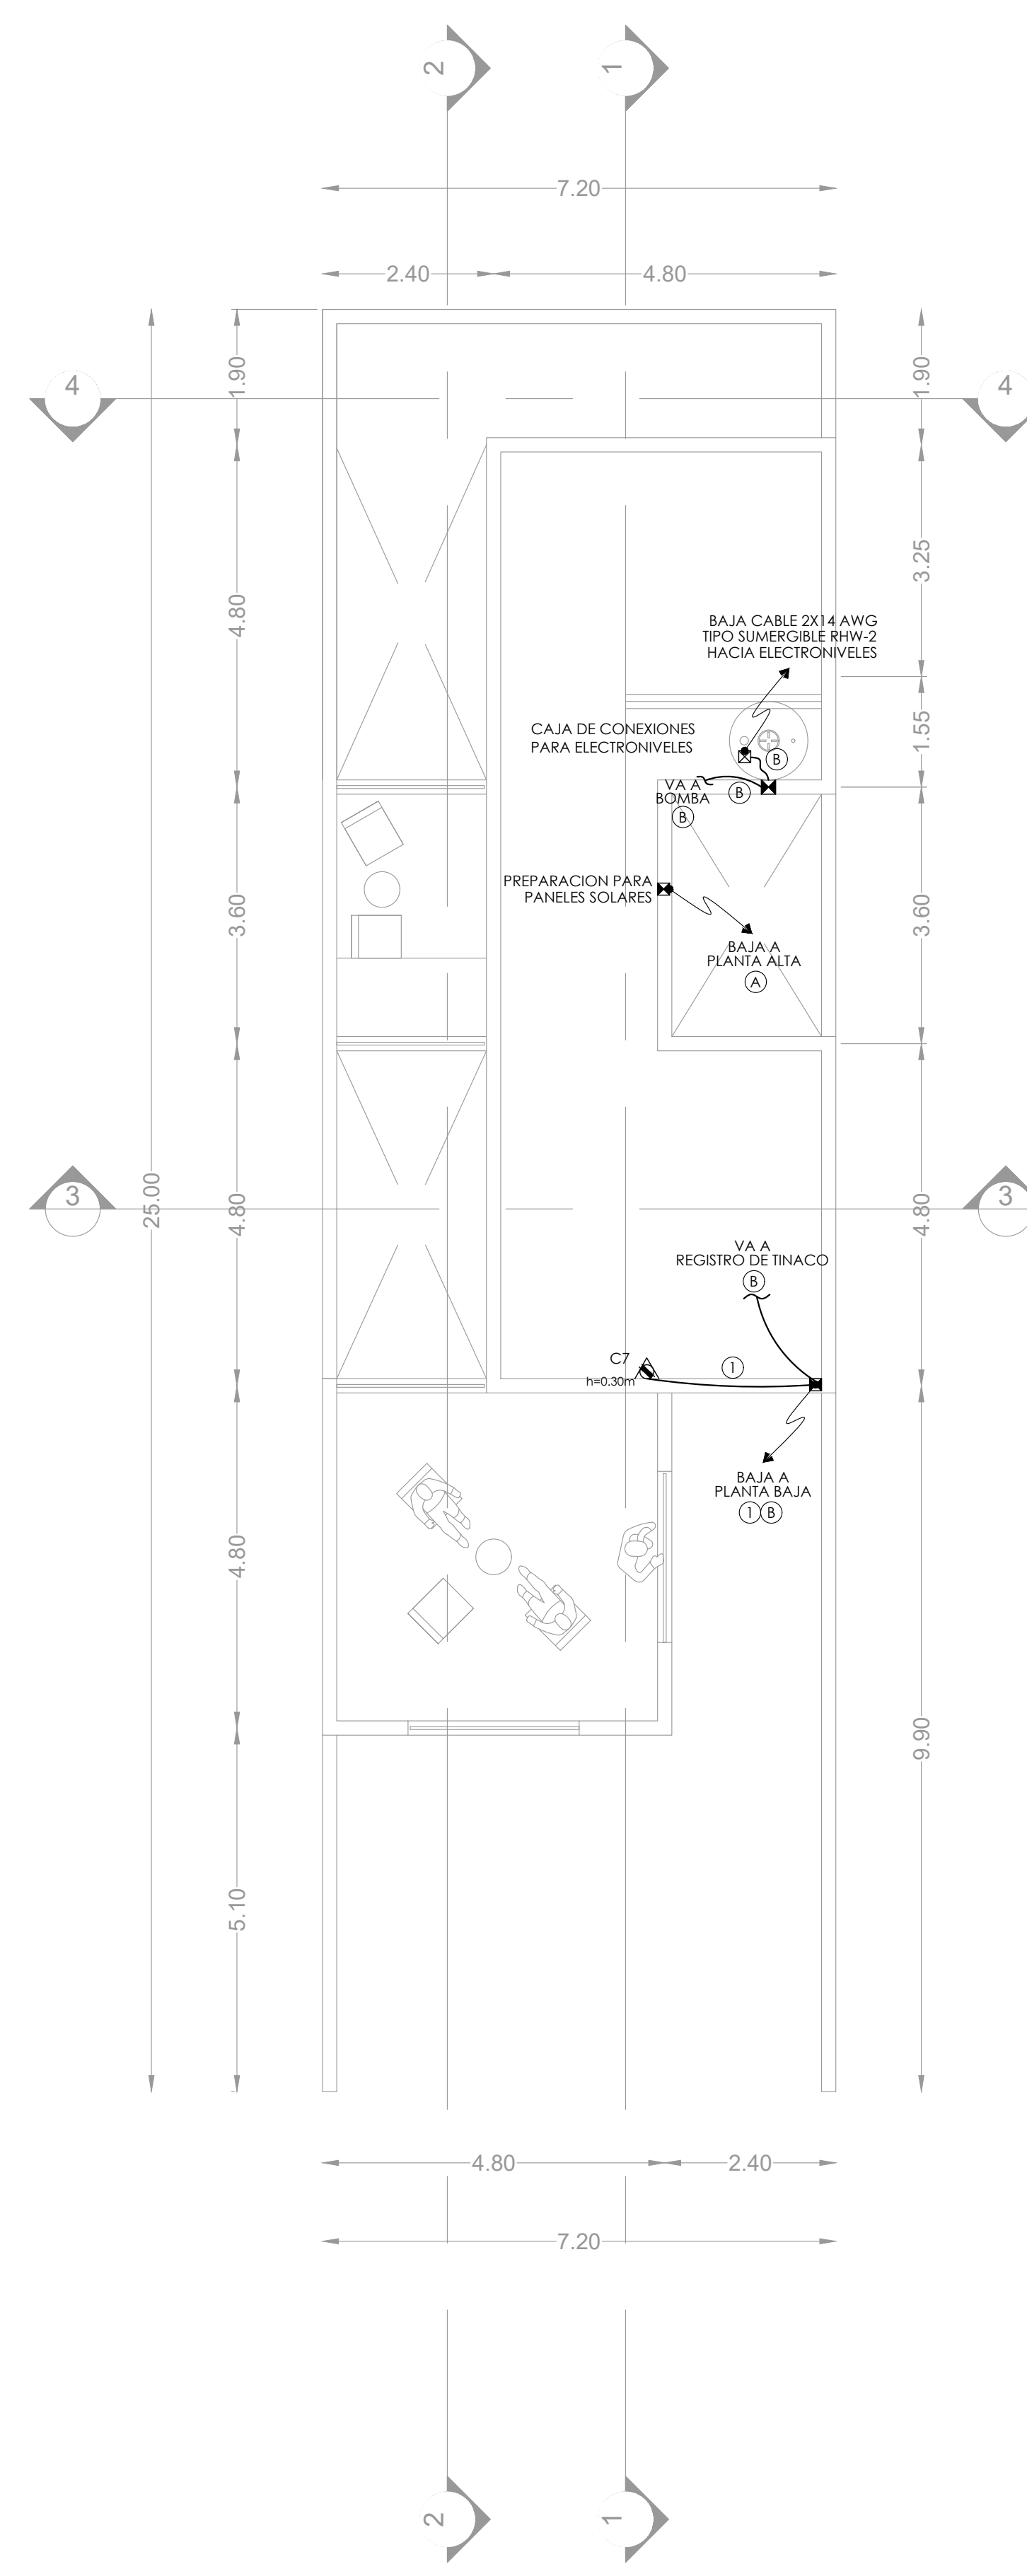 2
1
7.20
2.40
4.80
1.90
1.90
4
4
3.25
4.80
BAJA CABLE 2X14 AWG
TIPO SUMERGIBLE RHW-2
HACIA ELECTRONIVELES
1.55
CAJA DE CONEXIONES
PARA ELECTRONIVELES
B
VA A
BOMBA
B
B
PREPARACION PARA
PANELES SOLARES
3.60
3.60
BAJA A
PLANTA ALTA
A
25.00
3
3
4.80
4.80
VA A
REGISTRO DE TINACO
B
C7
h=0.30m
1
BAJA A
PLANTA BAJA
1 B
4.80
9.90
5.10
4.80
2.40
7.20
2
1